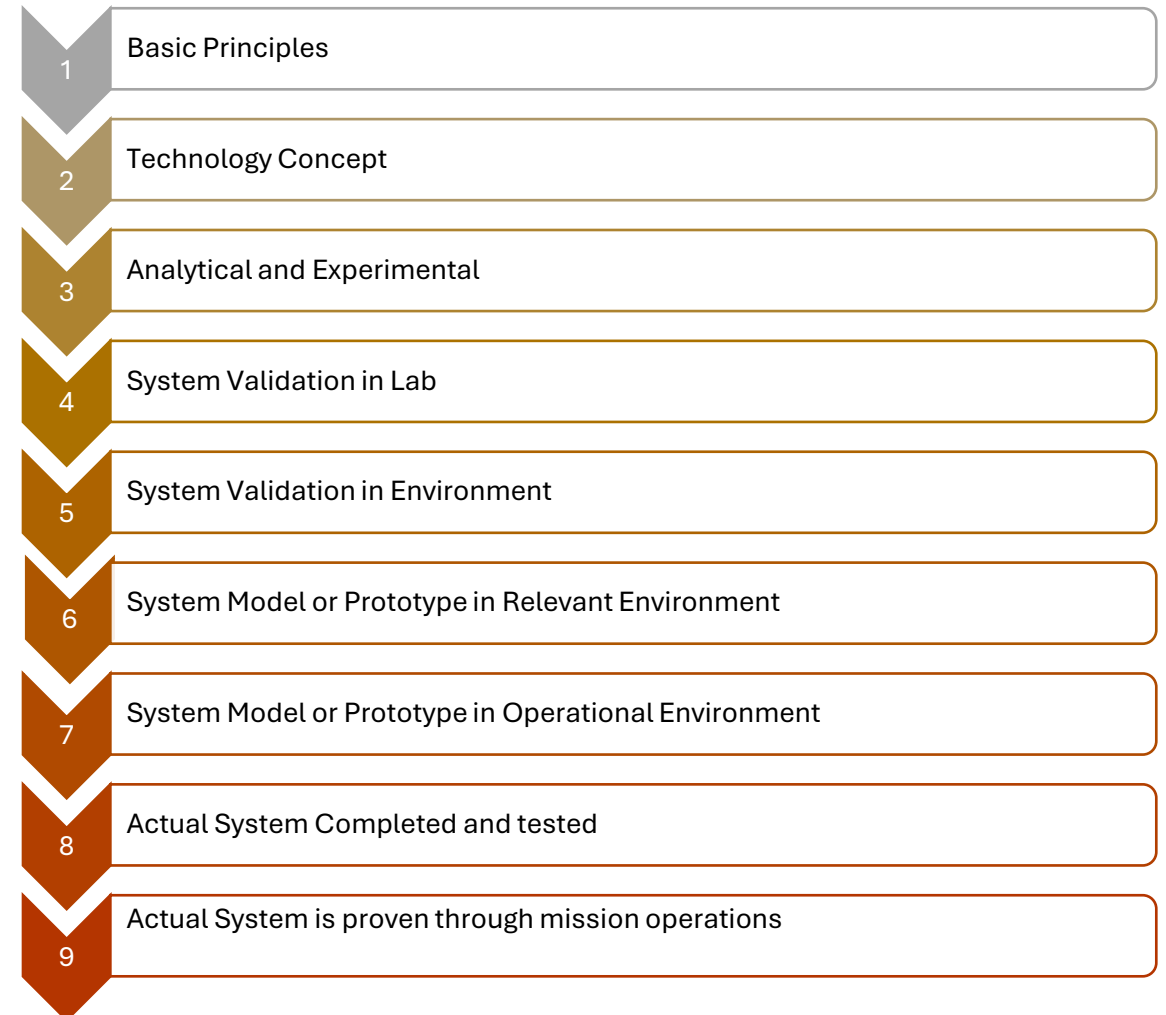 1
Basic Principles
2
Technology Concept
3
Analytical and Experimental
4
System Validation in Lab
5
System Validation in Environment
6
System Model or Prototype in Relevant Environment
7
System Model or Prototype in Operational Environment
8
Actual System Completed and tested
9
Actual System is proven through mission operations